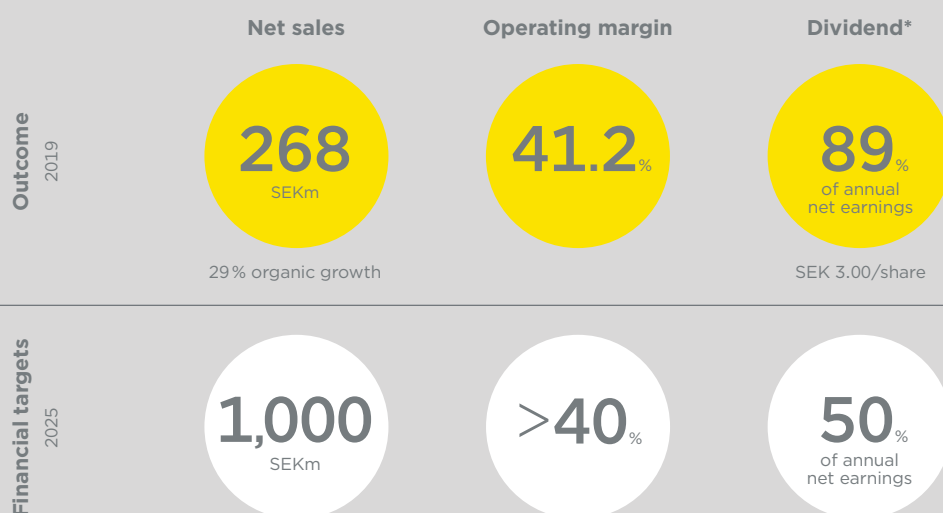 Net sales
Operating margin
Dividend*
Outcome
2019
268
SEKm
41.2%
89%
of annual
net earnings
29% organic growth
SEK 3.00/share
Financial targets
2025
1,000
SEKm
>40%
50%
of annual
net earnings